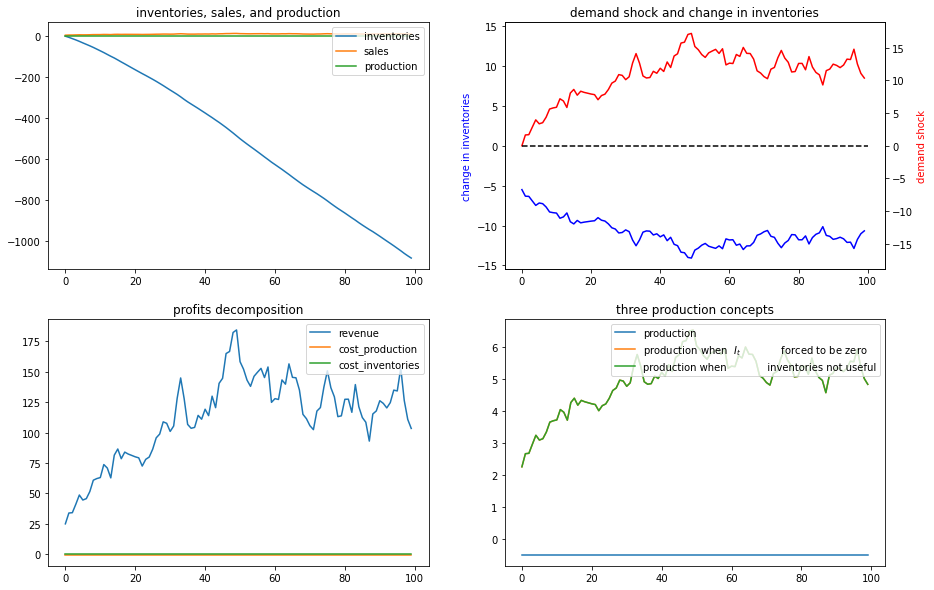 inventories, sales, and production
0
−200
−400
−600
−800
−1000
0 20 40 60 80 100
inventories
sales
production
demand shock and change in inventories
change in inventories
15
10
5
0
−5
−10
−15
0 20 40 60 80 100
15
10
5
0
−5
−10
−15
demand shock
profits decomposition
175
150
125
100
75
50
25
0
0 20 40 60 80 100
revenue
cost_production
cost_inventories
three production concepts
6
5
4
3
2
1
0
0 20 40 60 80 100
production
production when I_t forced to be zero
production when inventories not useful